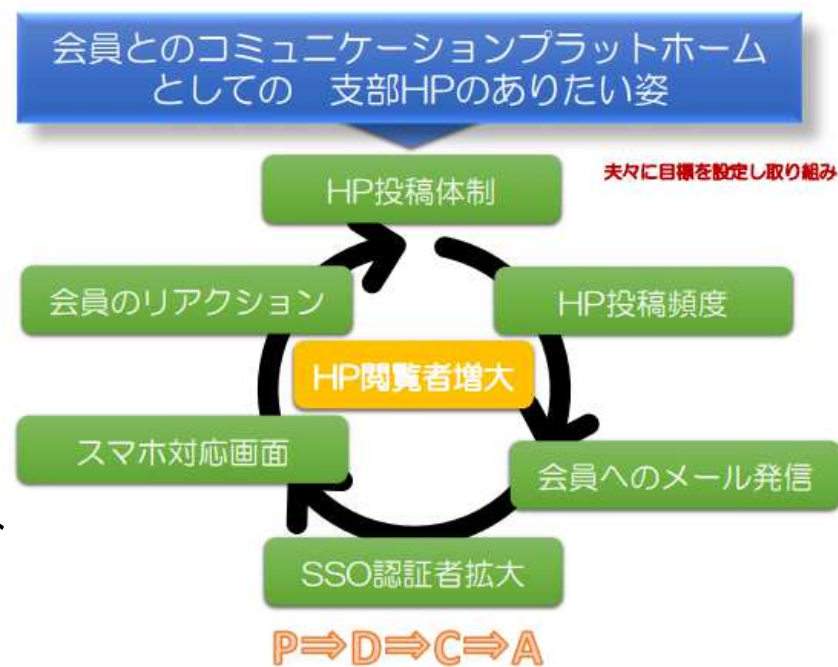 会員とのコミュニケーションプラットホーム
としての　支部HPのありたい姿
HP投稿体制
夫々に目標を設定し取り組み
会員のリアクション
HP投稿頻度
HP閲覧者増大
スマホ対応画面
会員へのメール発信
SSO認証者拡大
P⇒D⇒C⇒A